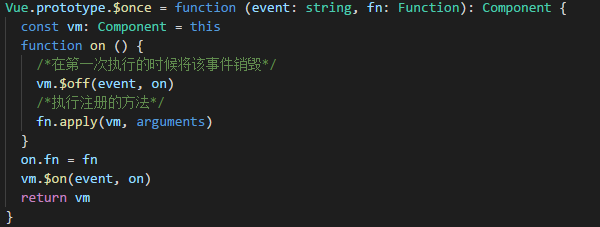 Vue.prototype.$once = function (event: string, fn: Function): Component {
  const vm: Component = this
  function on () {
    /*在第一次执行的时候将该事件销毁*/
    vm.$off(event, on)
    /*执行注册的方法*/
    fn.apply(vm, arguments)
  }
  on.fn = fn
  vm.$on(event, on)
  return vm
}